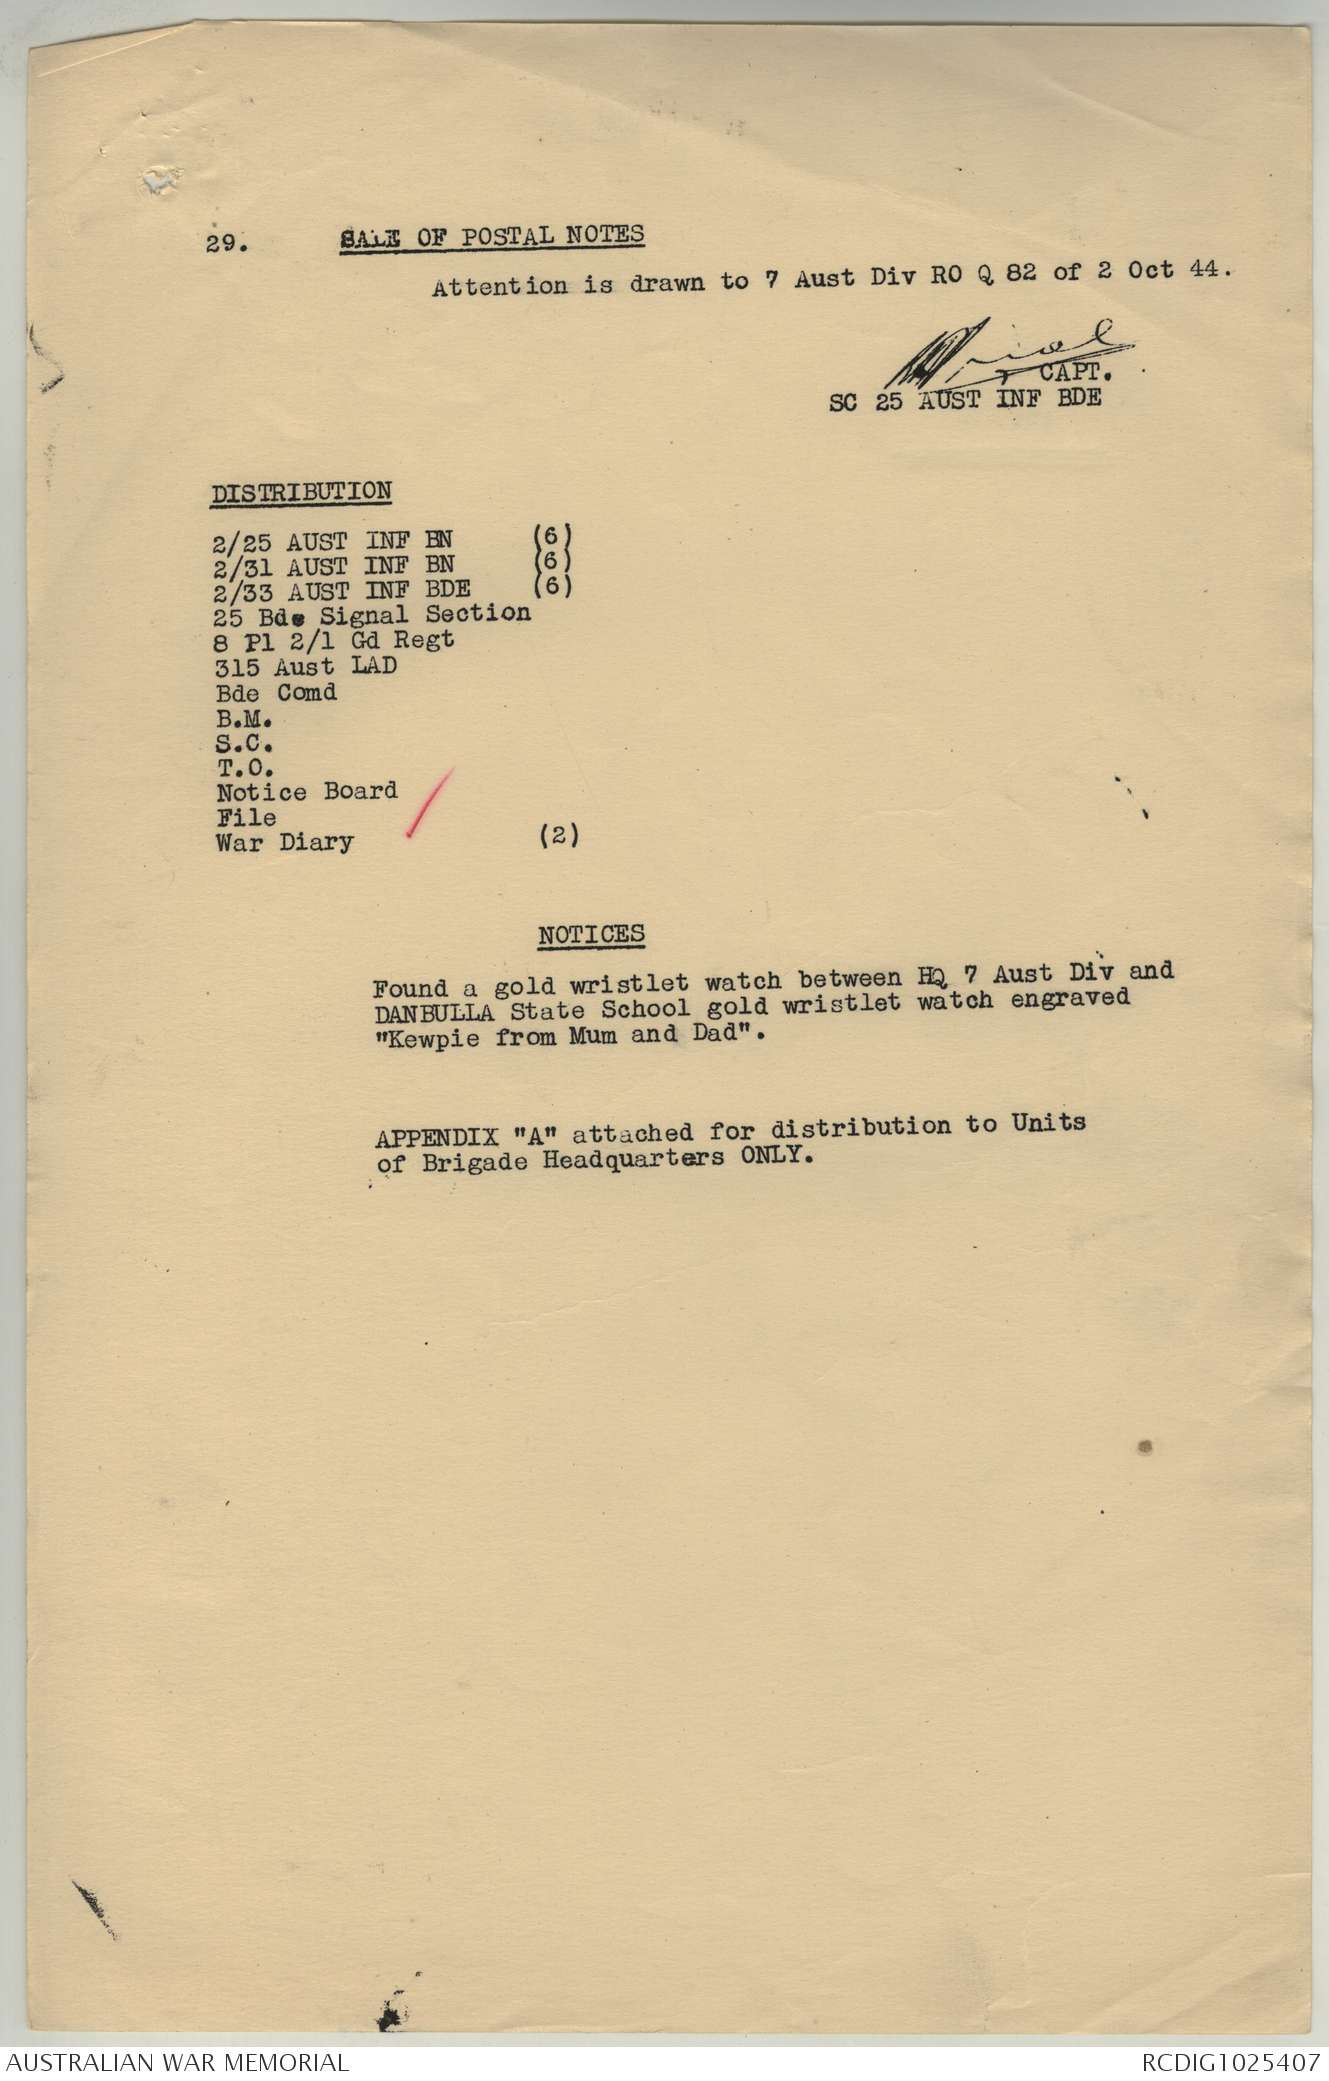 29. SALE OF POSTAL NOTES
Attention is drawn to 7 Aust Div RO Q 82 of 2 Oct 44.
CAPT.
SC 25 AUST INF BDE
DISTRIBUTION
2/25 AUST INF BN (6)
2/31 AUST INF BN (6)
2/33 AUST INF BDE (6)
25 Bde Signal Section
8 Pl 2/1 Gd Regt
315 Aust LAD
Bde Comd
B.M.
S.C.
T.O.
Notice Board
File
War Diary (2)
NOTICES
Found a gold wristlet watch between HQ 7 Aust Div and
DANBULLA State School gold wristlet watch engraved
"Kewpie from Mum and Dad".
APPENDIX "A" attached for distribution to Units
of Brigade Headquarters ONLY.
AUSTRALIAN WAR MEMORIAL
RCDIG1025407